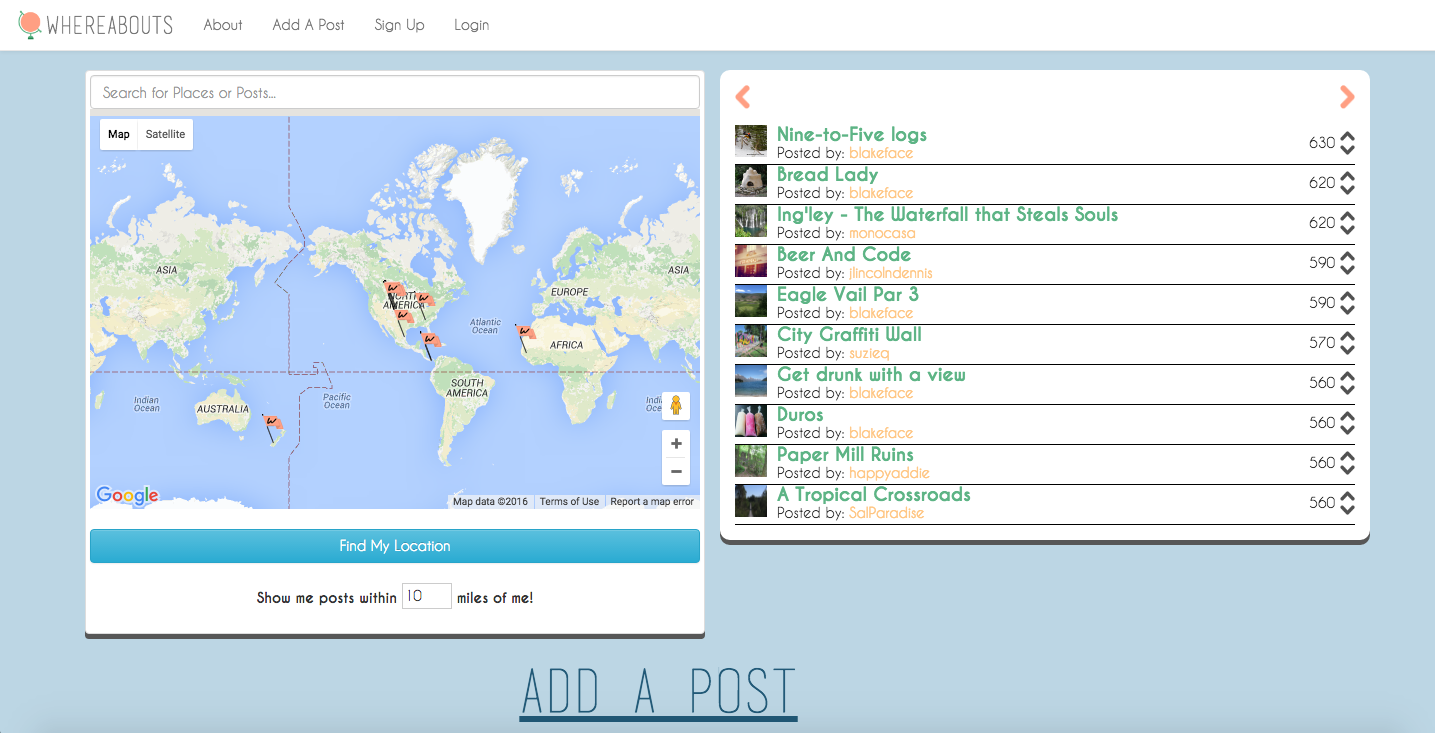 WHEREABOUTS About Add A Post Sign Up Login
Search for Places or Posts...
Map Satellite
ASIA
NORTH AMERICA
Atlantic Ocean
EUROPE
ASIA
AFRICA
SOUTH AMERICA
Indian Ocean
AUSTRALIA
Pacific Ocean
Google
Map data ©2016 Terms of Use Report a map error
Find My Location
Show me posts within 10 miles of me!
Nine-to-Five logs 630
Posted by: blakeface
Bread Lady 620
Posted by: blakeface
Ing'ley - The Waterfall that Steals Souls 620
Posted by: monocasa
Beer And Code 590
Posted by: jlincolndennis
Eagle Vail Par 3 590
Posted by: blakeface
City Graffiti Wall 570
Posted by: suzieq
Get drunk with a view 560
Posted by: blakeface
Duros 560
Posted by: blakeface
Paper Mill Ruins 560
Posted by: happyaddie
A Tropical Crossroads 560
Posted by: SalParadise
ADD A POST